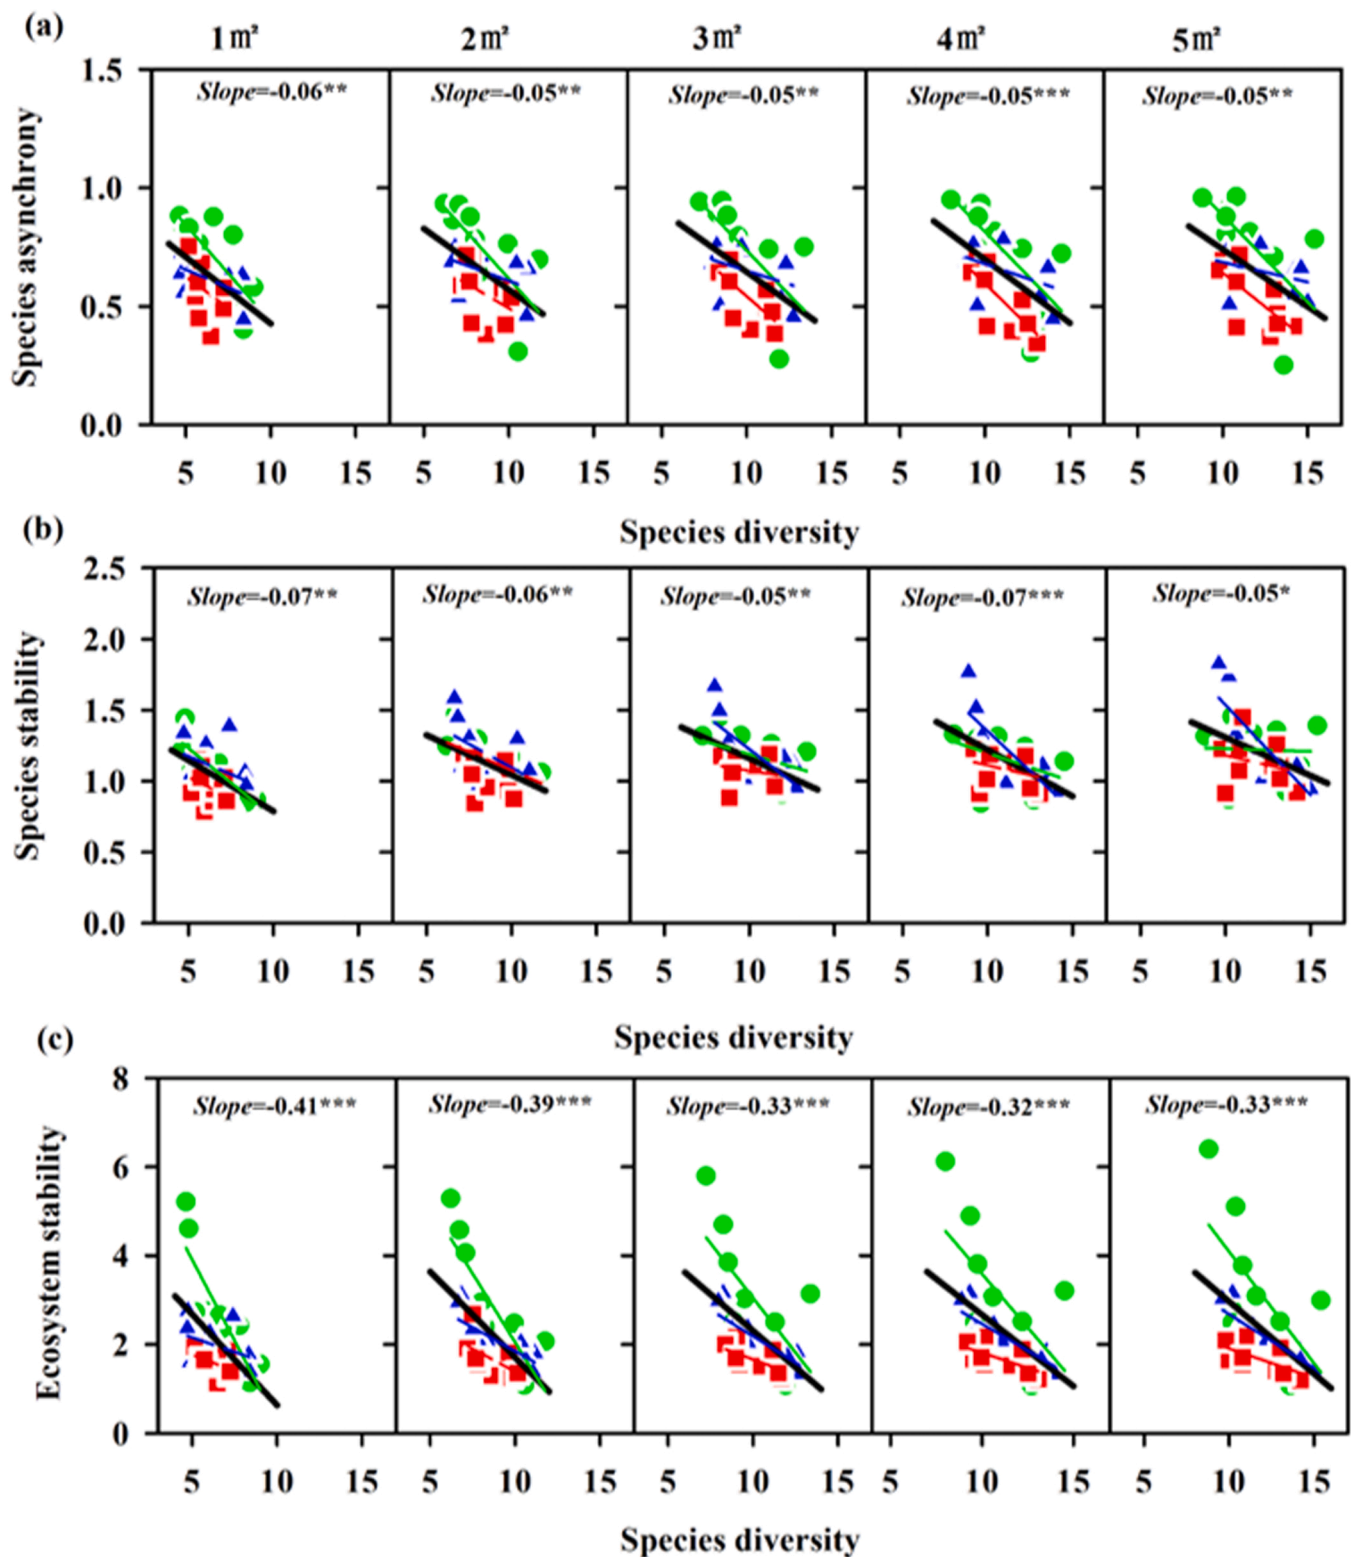 (a)
1 m² 2 m² 3 m² 4 m² 5 m²
Species asynchrony
1.5
1.0
0.5
0.0
Slope=-0.06** Slope=-0.05** Slope=-0.05** Slope=-0.05*** Slope=-0.05**
5 10 15 5 10 15 5 10 15 5 10 15 5 10 15
Species diversity
(b)
Species stability
2.5
2.0
1.5
1.0
0.5
0.0
Slope=-0.07** Slope=-0.06** Slope=-0.05** Slope=-0.07*** Slope=-0.05*
5 10 15 5 10 15 5 10 15 5 10 15 5 10 15
Species diversity
(c)
Ecosystem stability
8
6
4
2
0
Slope=-0.41*** Slope=-0.39*** Slope=-0.33*** Slope=-0.32*** Slope=-0.33***
5 10 15 5 10 15 5 10 15 5 10 15 5 10 15
Species diversity